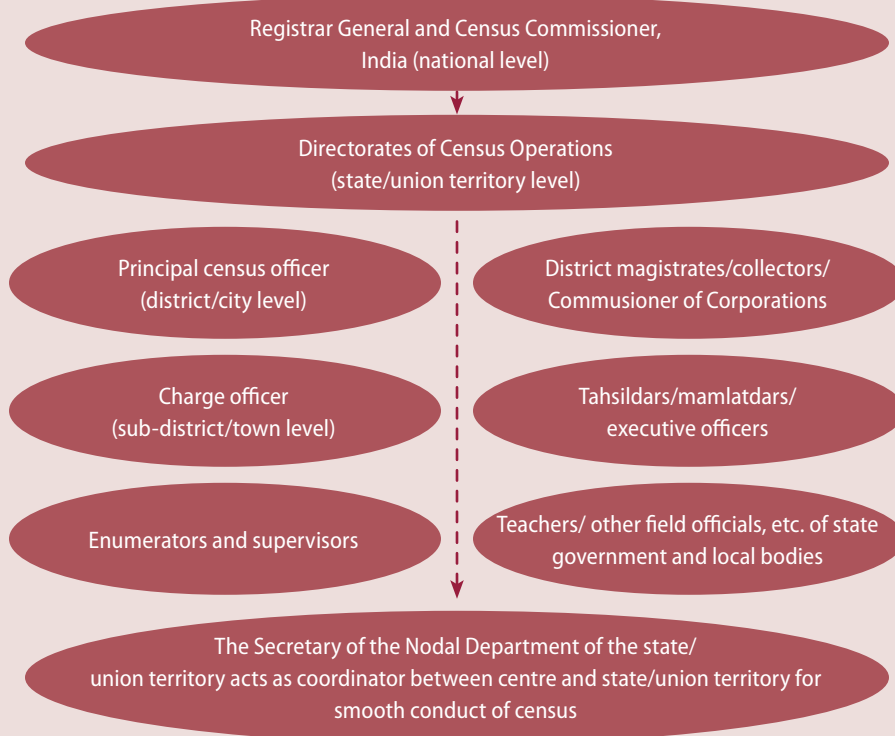 Registrar General and Census Commissioner,
India (national level)
Directorates of Census Operations
(state/union territory level)
Principal census officer
(district/city level)
District magistrates/collectors/
Commusioner of Corporations
Charge officer
(sub-district/town level)
Tahsildars/mamlatdars/
executive officers
Enumerators and supervisors
Teachers/ other field officials, etc. of state
government and local bodies
The Secretary of the Nodal Department of the state/
union territory acts as coordinator between centre and state/union territory for
smooth conduct of census